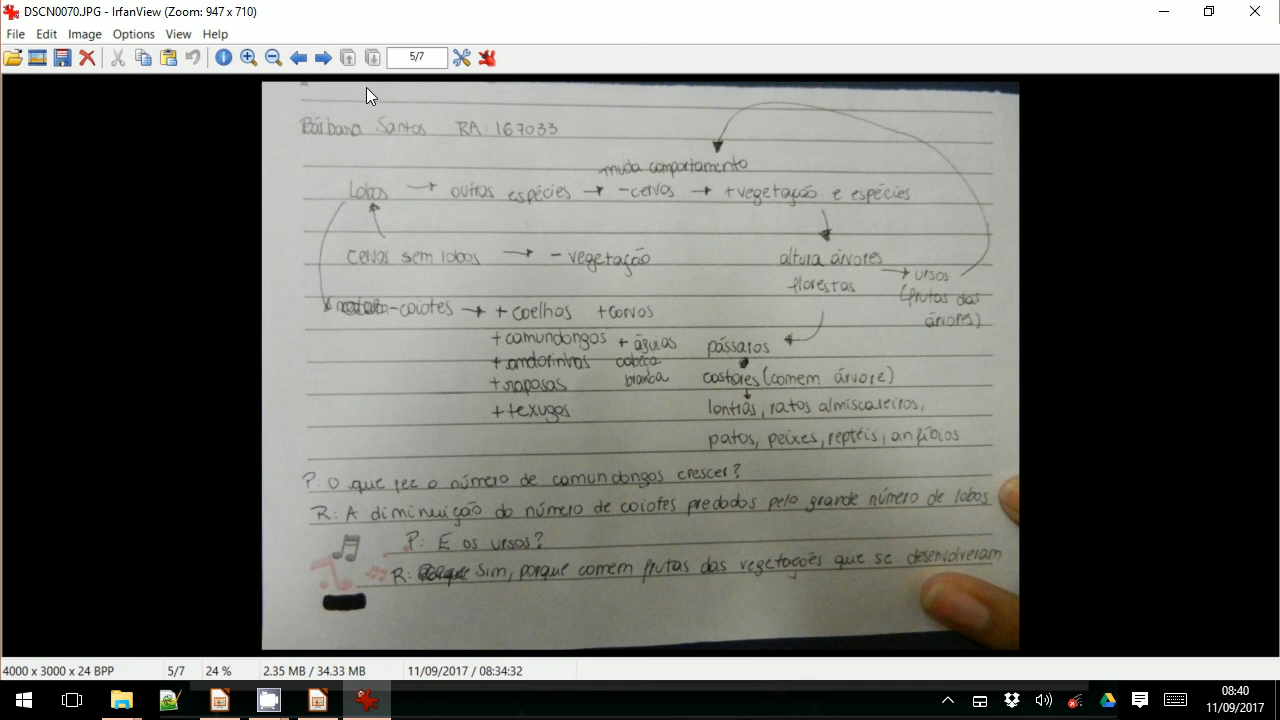 DSCN0070.JPG - IrfanView (Zoom: 947 x 710)
File Edit Image Options View Help
5/7
Bárbara Santos RA: 167033
muda comportamento
Lobos → outras espécies → - cervos → + vegetação e espécies
cervos sem lobos → - vegetação
altura árvores
florestas → ursos
(frutas das
árvores)
- coiotes → + coelhos + corvos
+ camundongos + águias pássaros
+ andorinhas cabeça
+ raposas branca castores (comem árvore)
+ texugos lontras, ratos almiscareiros,
patos, peixes, reptéis, anfíbios
P: O que fez o número de camundongos crescer?
R: A diminuição do número de coiotes predados pelo grande número de lobos
P: E os ursos?
R: Sim, porque comem frutas das vegetações que se desenvolveram
4000 x 3000 x 24 BPP 5/7 24 % 2.35 MB / 34.33 MB 11/09/2017 / 08:34:32
08:40
11/09/2017